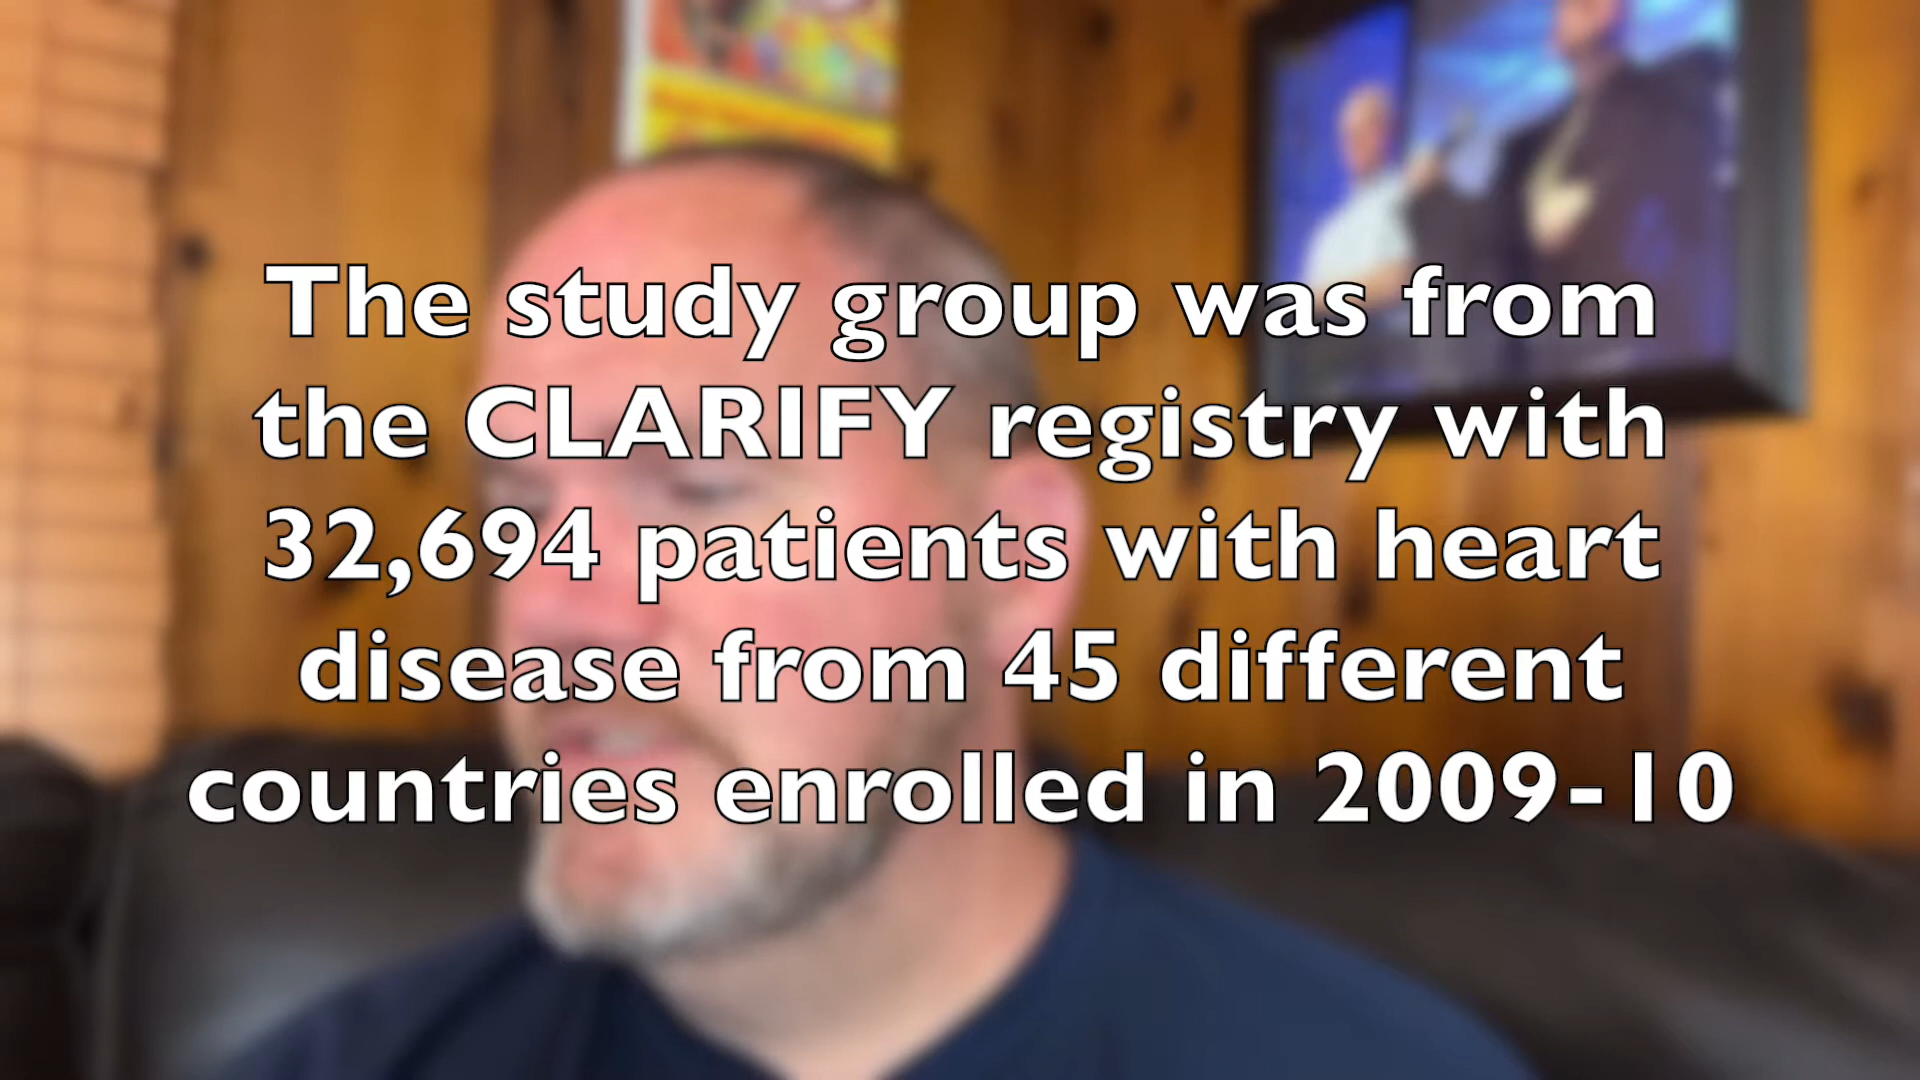 The study group was from
the CLARIFY registry with
32,694 patients with heart
disease from 45 different
countries enrolled in 2009-10